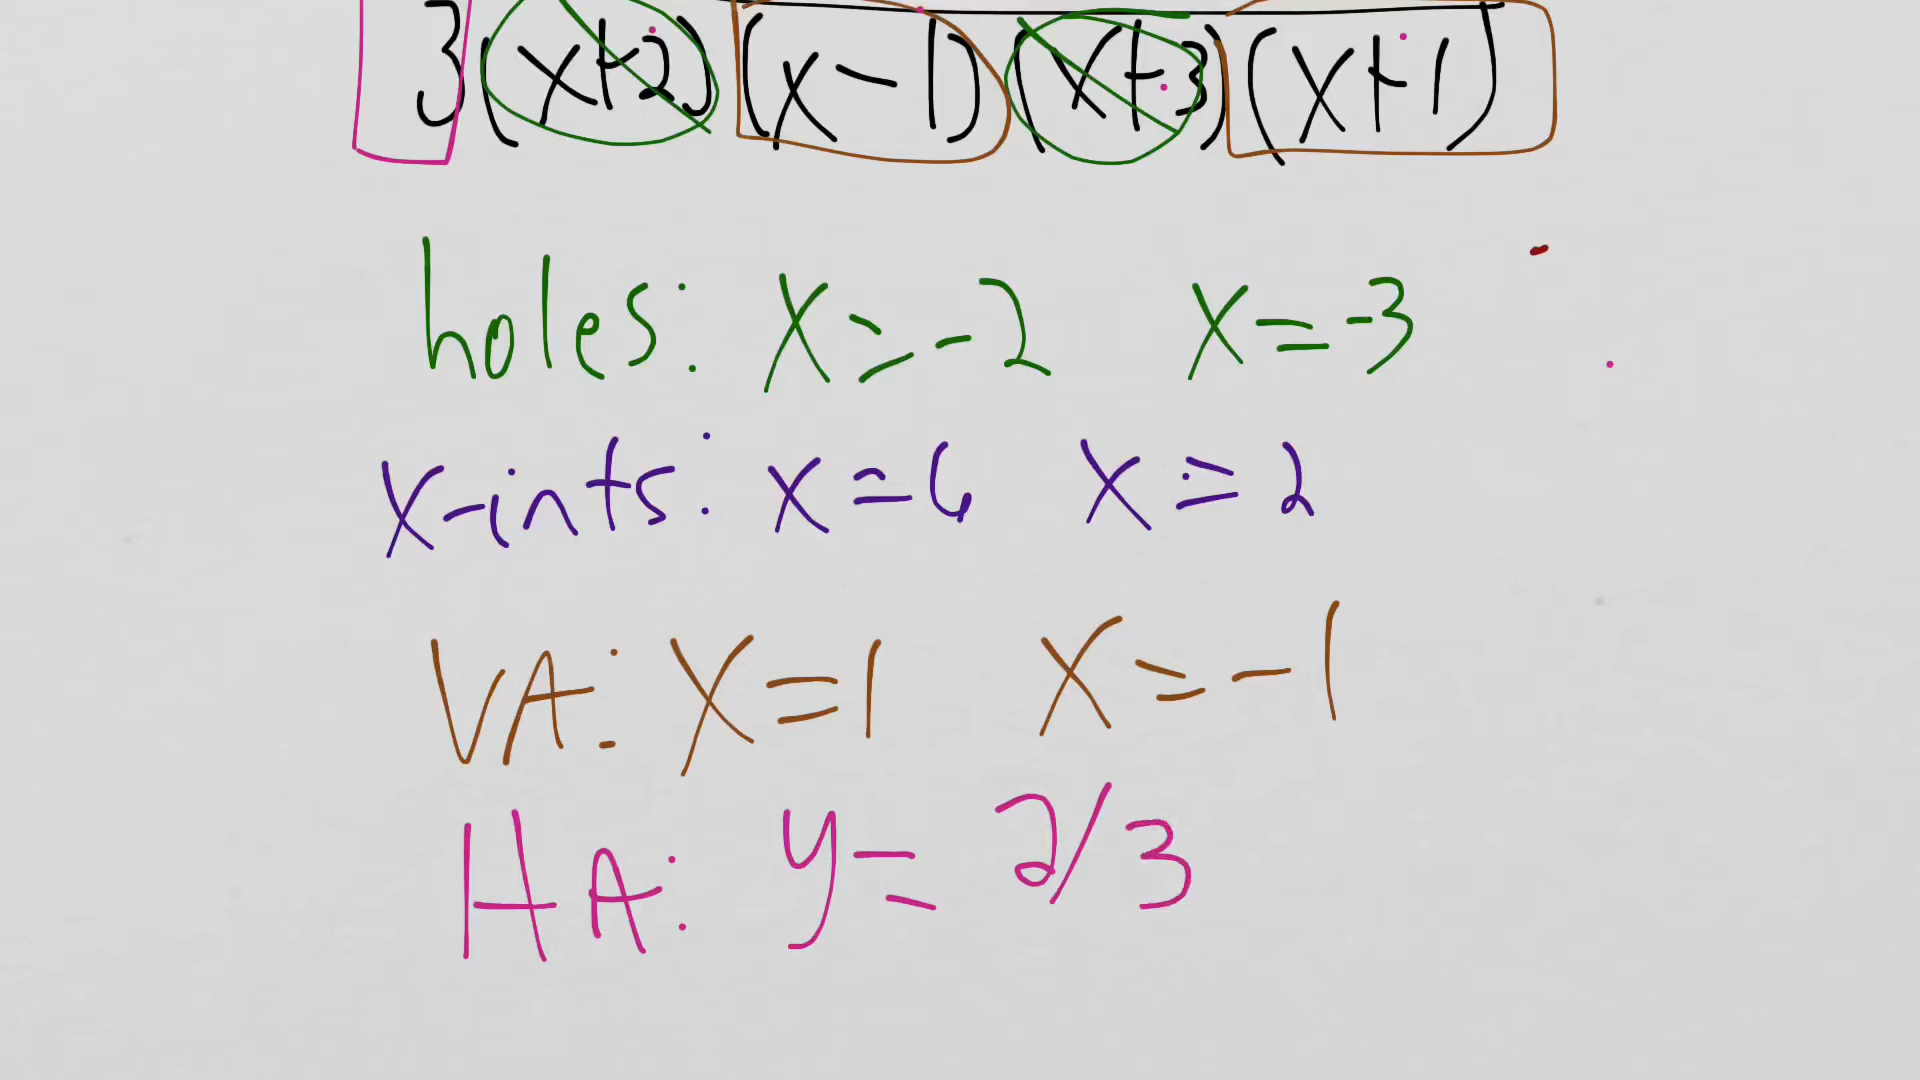 3(x+2)(x-1)(x+3)(x+1)
holes: x=-2 x=-3
x-ints: x=6 x=2
VA: x=1 x=-1
HA: y=2/3